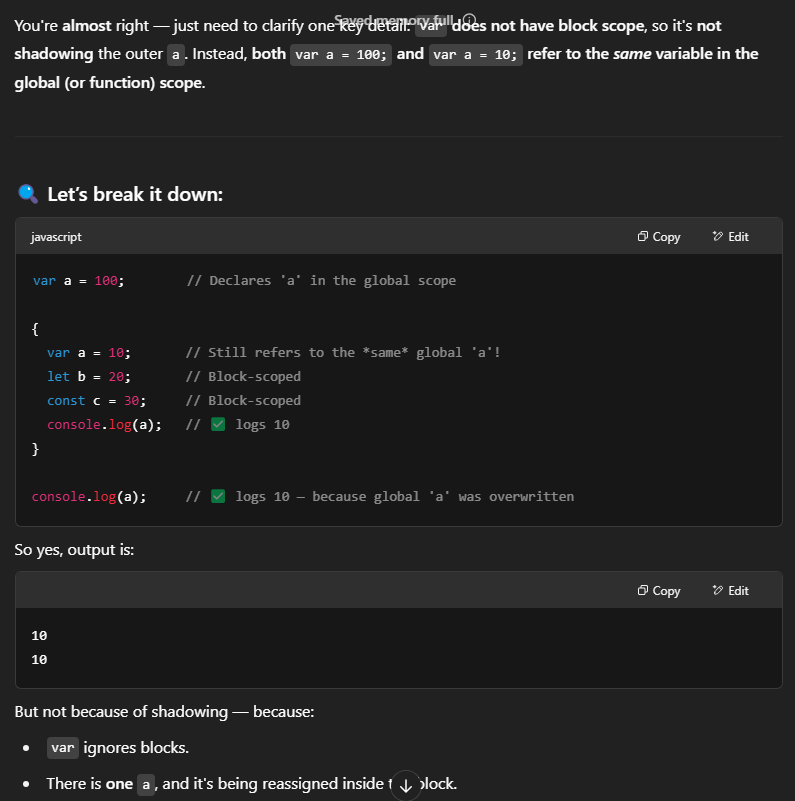 Saved memory full
You're almost right — just need to clarify one key detail: var does not have block scope, so it's not
shadowing the outer a. Instead, both var a = 100; and var a = 10; refer to the same variable in the
global (or function) scope.
🔍 Let's break it down:
javascript Copy Edit
var a = 100; // Declares 'a' in the global scope
{
var a = 10; // Still refers to the *same* global 'a'!
let b = 20; // Block-scoped
const c = 30; // Block-scoped
console.log(a); // ✅ logs 10
}
console.log(a); // ✅ logs 10 — because global 'a' was overwritten
So yes, output is:
Copy Edit
10
10
But not because of shadowing — because:
• var ignores blocks.
• There is one a, and it's being reassigned inside block.